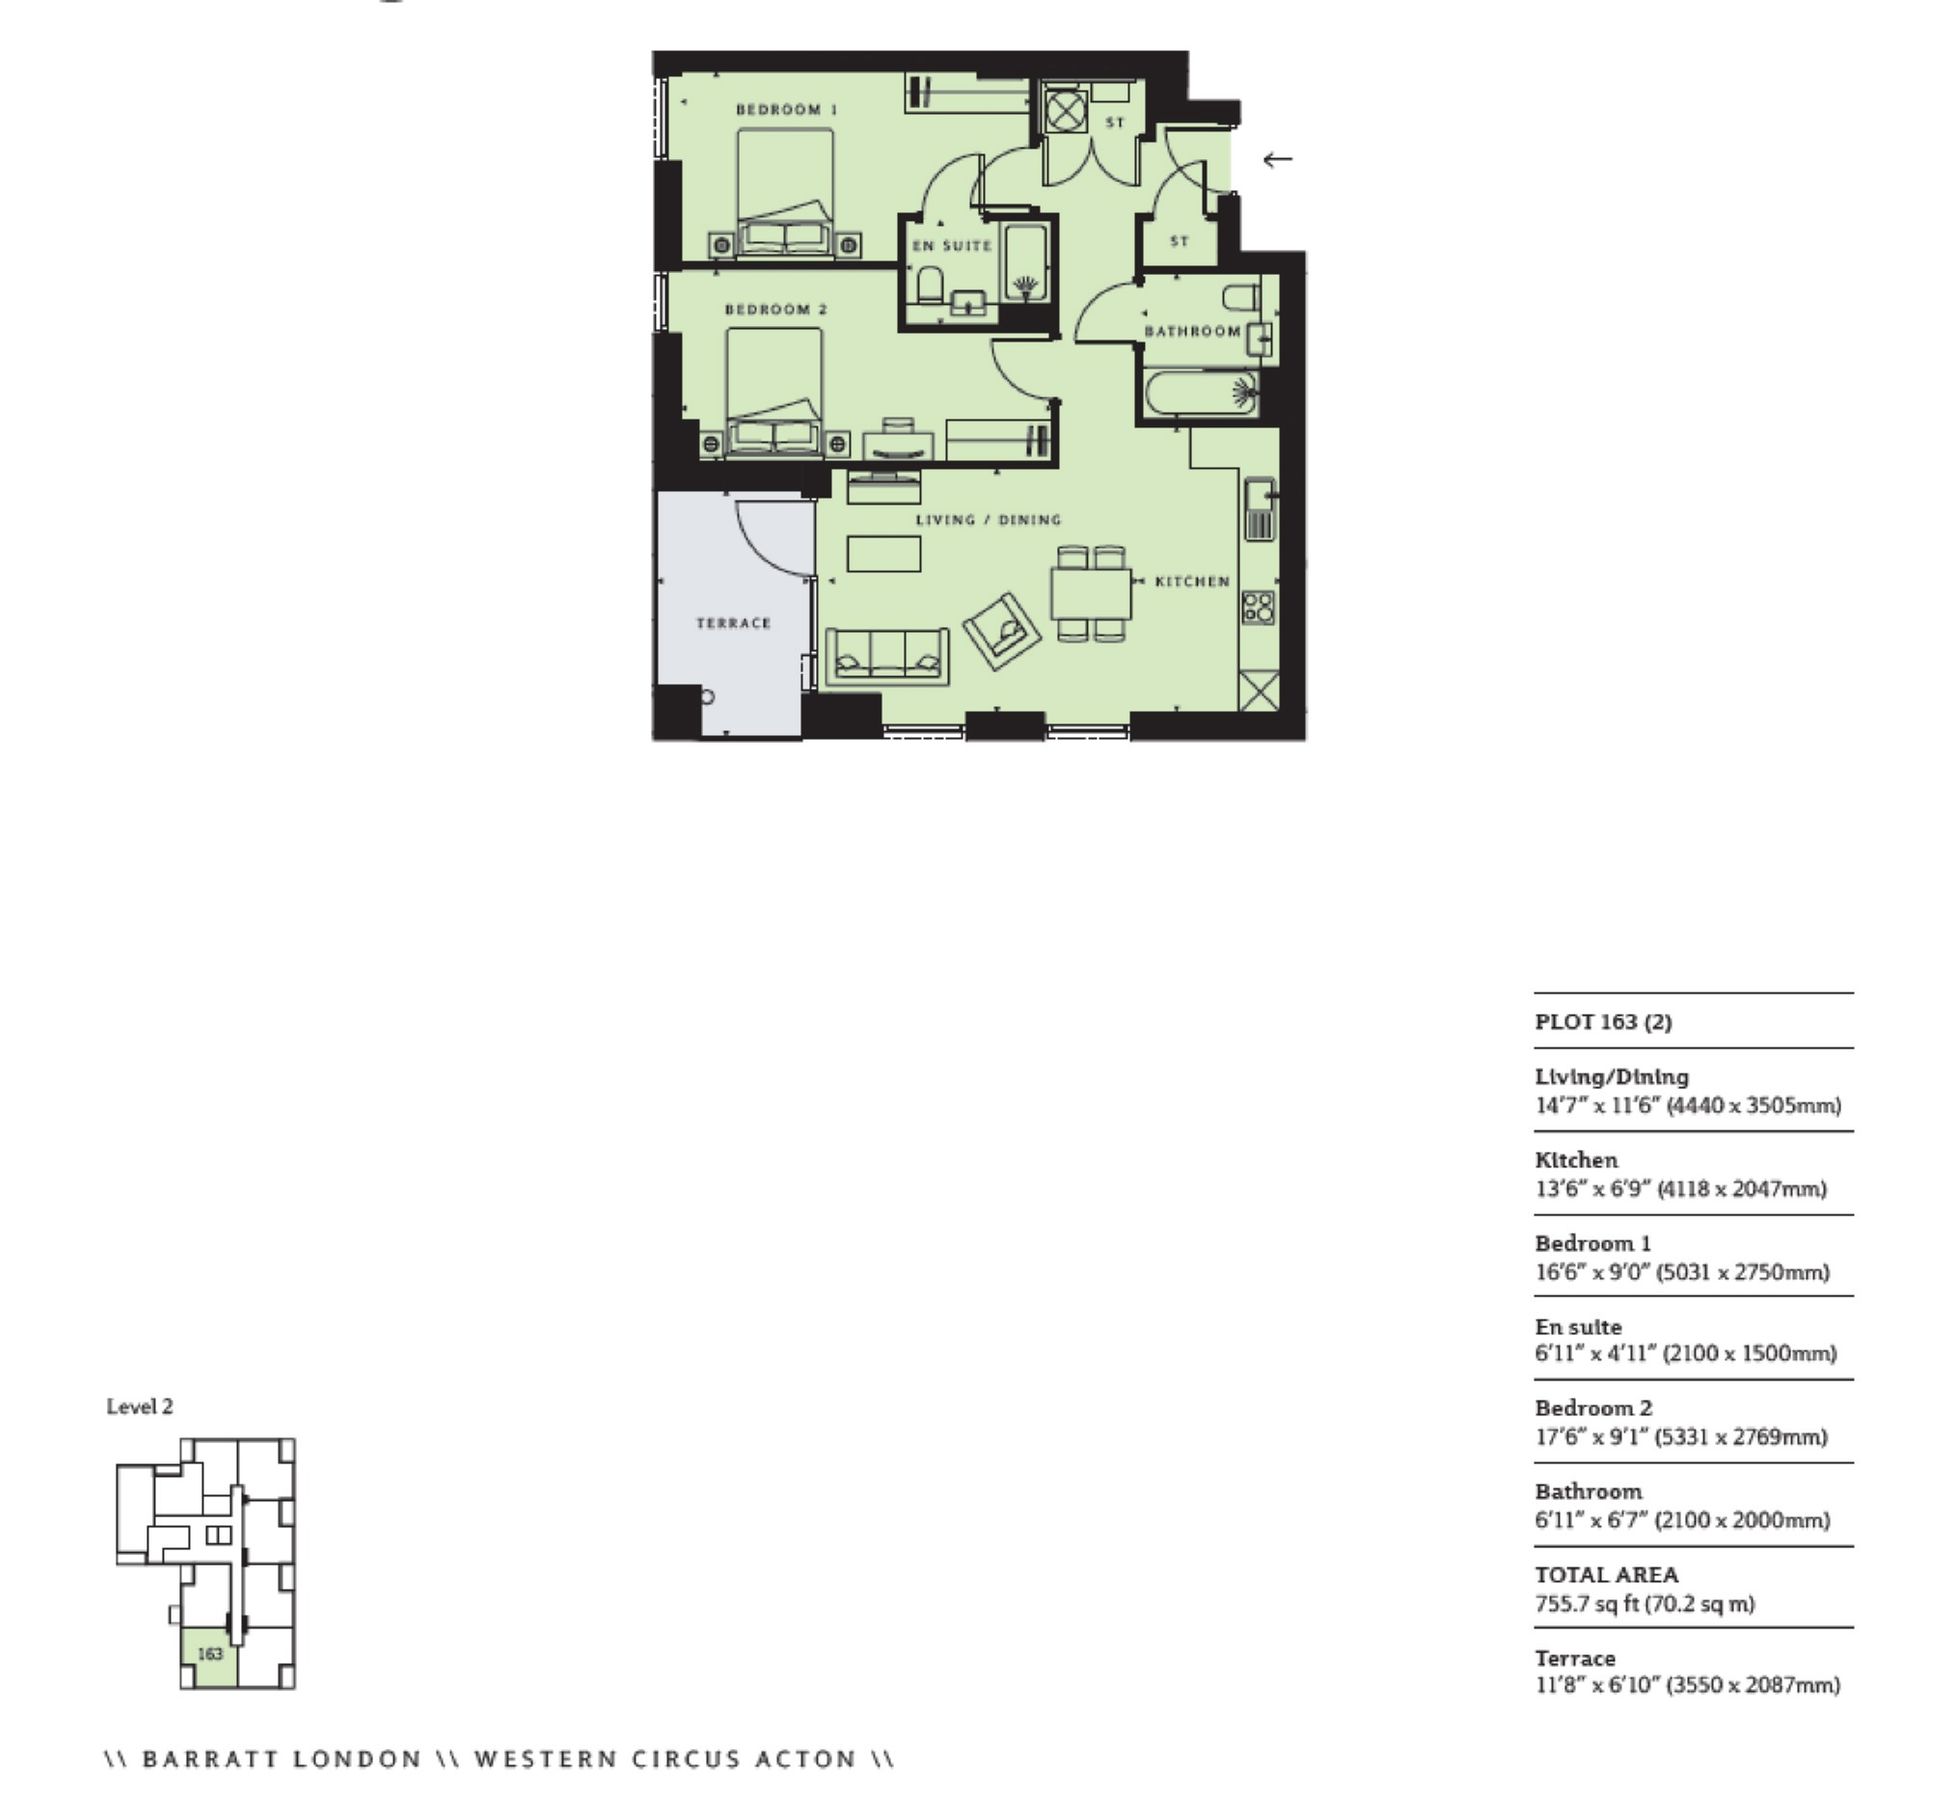 BEDROOM 1
ST
EN SUITE
ST
BEDROOM 2
BATHROOM
LIVING / DINING
KITCHEN
TERRACE
PLOT 163 (2)
Living/Dining
14′7″ x 11′6″ (4440 x 3505mm)
Kitchen
13′6″ x 6′9″ (4118 x 2047mm)
Bedroom 1
16′6″ x 9′0″ (5031 x 2750mm)
En suite
6′11″ x 4′11″ (2100 x 1500mm)
Bedroom 2
17′6″ x 9′1″ (5331 x 2769mm)
Bathroom
6′11″ x 6′7″ (2100 x 2000mm)
TOTAL AREA
755.7 sq ft (70.2 sq m)
Terrace
11′8″ x 6′10″ (3550 x 2087mm)
Level 2
163
\\ BARRATT LONDON \\ WESTERN CIRCUS ACTON \\